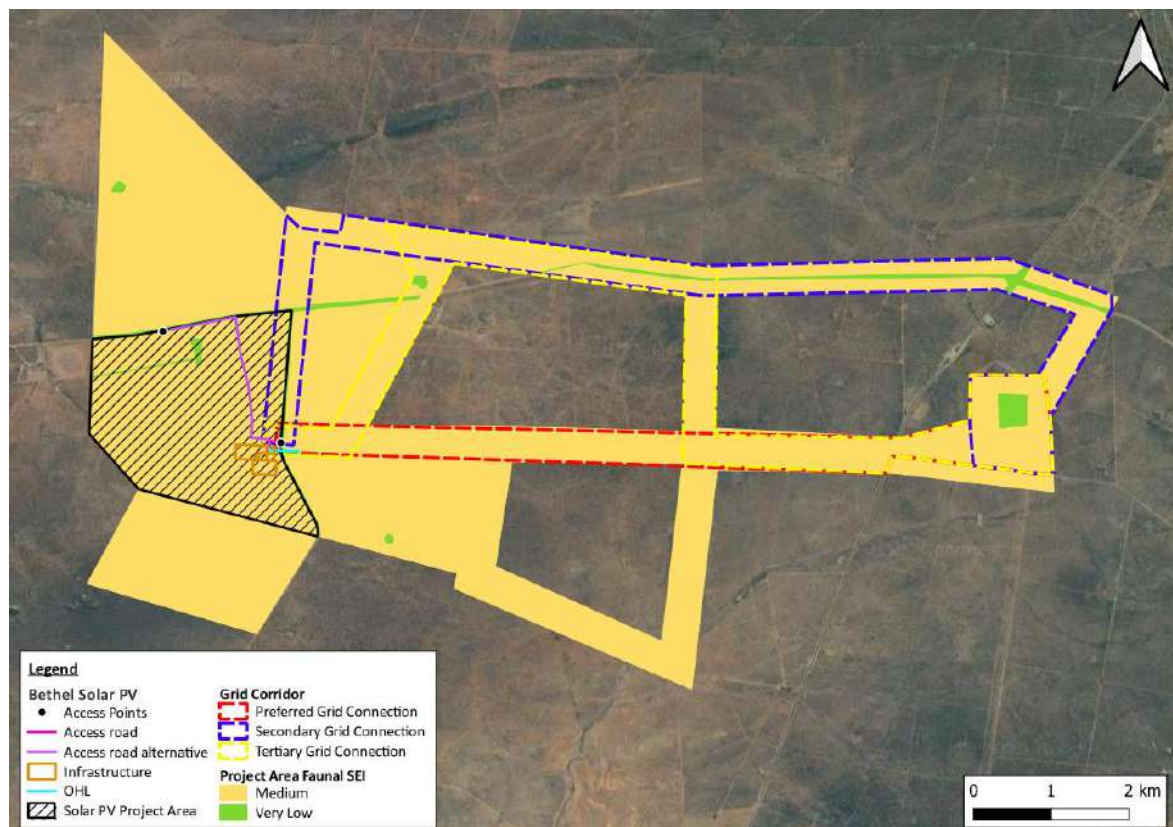 Legend
Bethel Solar PV
Access Points
Access road
Access road alternative
Infrastructure
OHL
Solar PV Project Area
Grid Corridor
Preferred Grid Connection
Secondary Grid Connection
Tertiary Grid Connection
Project Area Faunal SEI
Medium
Very Low
0 1 2 km